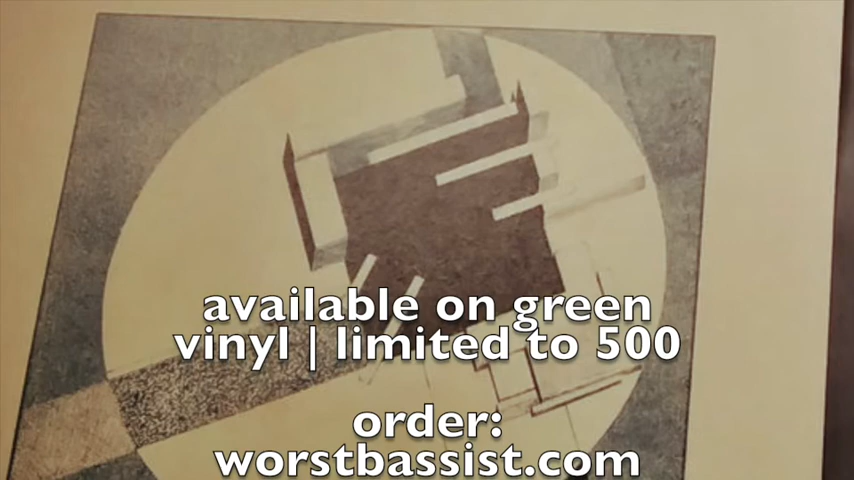 available on green
vinyl | limited to 500
order:
worstbassist.com